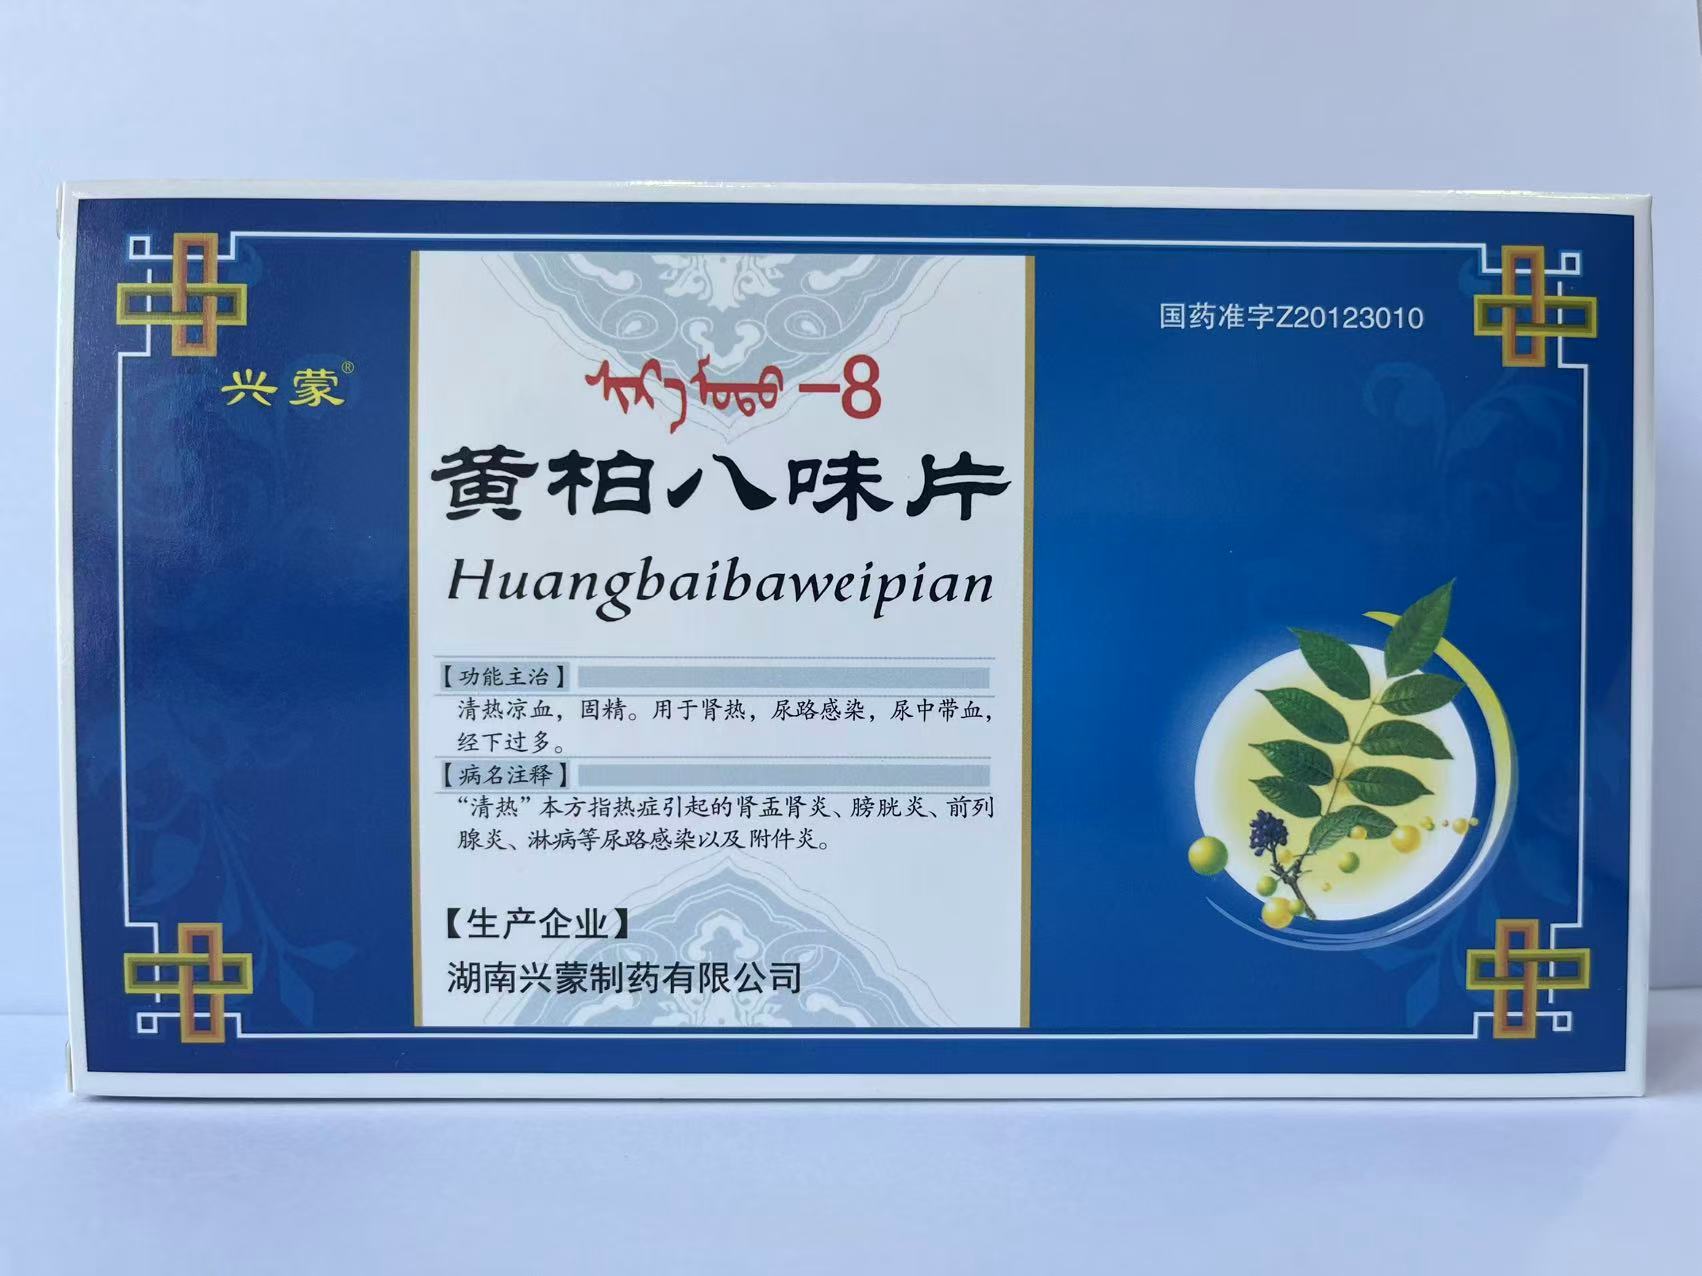 国药准字Z20123010
兴蒙®
-8
黄柏八味片
Huangbaibaweipian
【功能主治】
清热凉血，固精。用于肾热，尿路感染，尿中带血，
经下过多。
【病名注释】
“清热”本方指热症引起的肾盂肾炎、膀胱炎、前列
腺炎、淋病等尿路感染以及附件炎。
【生产企业】
湖南兴蒙制药有限公司